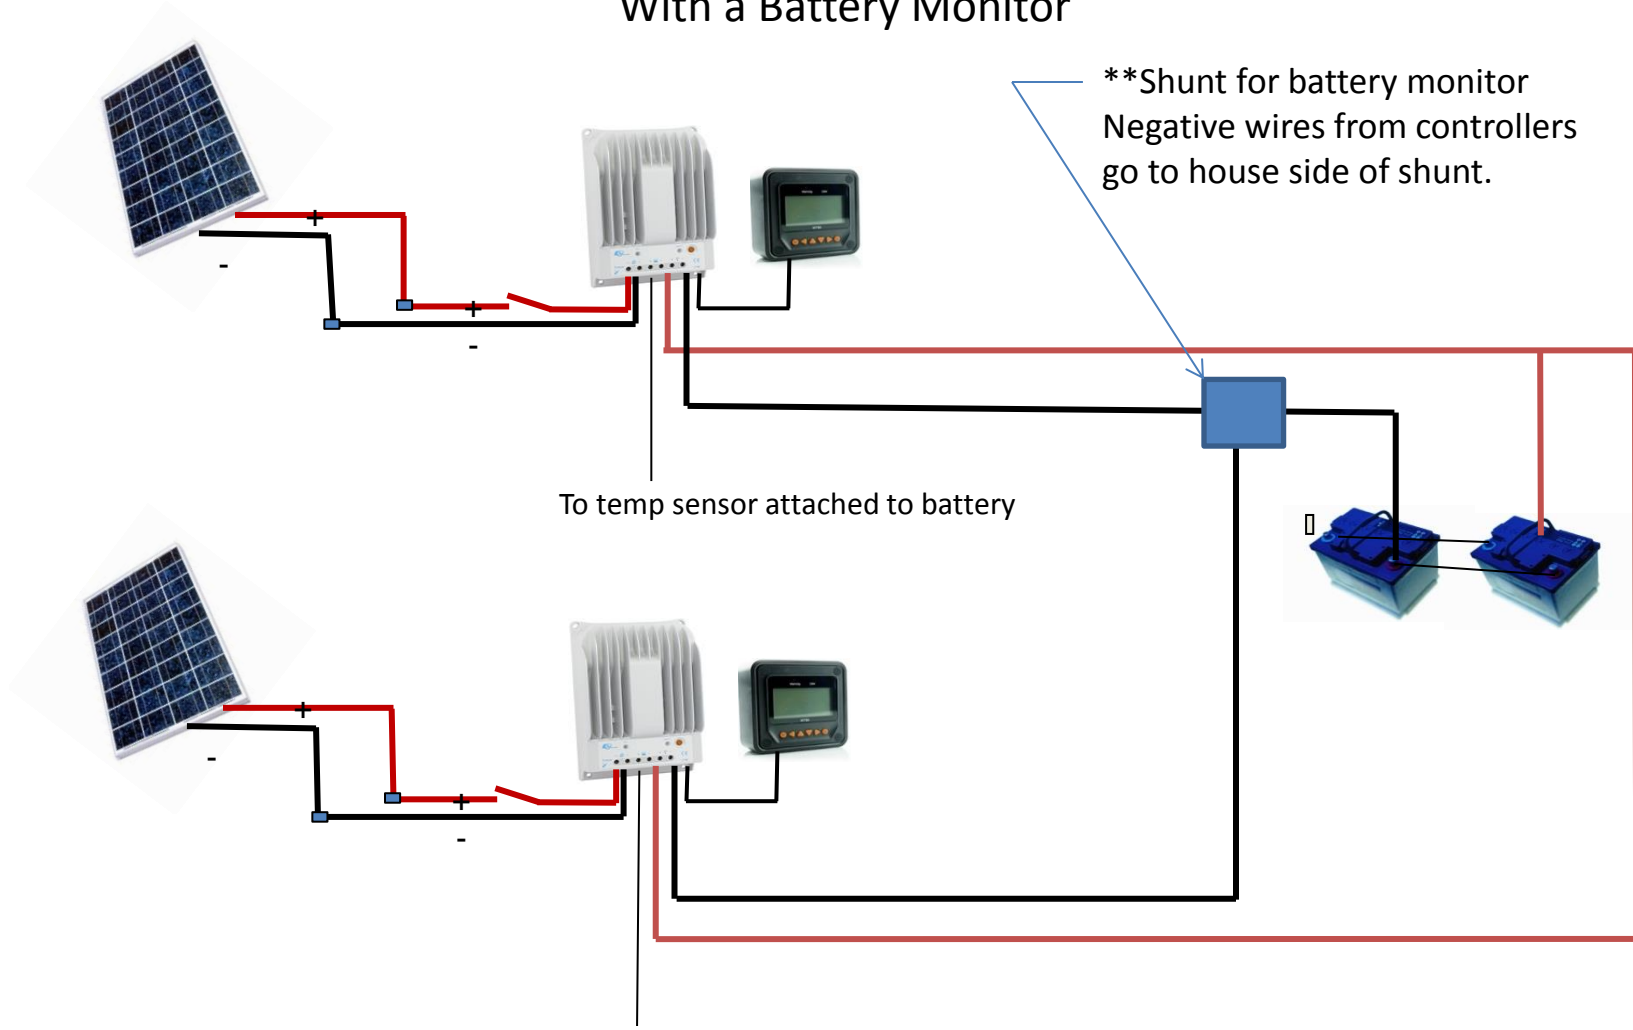 With a Battery Monitor
**Shunt for battery monitor
Negative wires from controllers
go to house side of shunt.
+
-
+
-
To temp sensor attached to battery
+
-
+
-